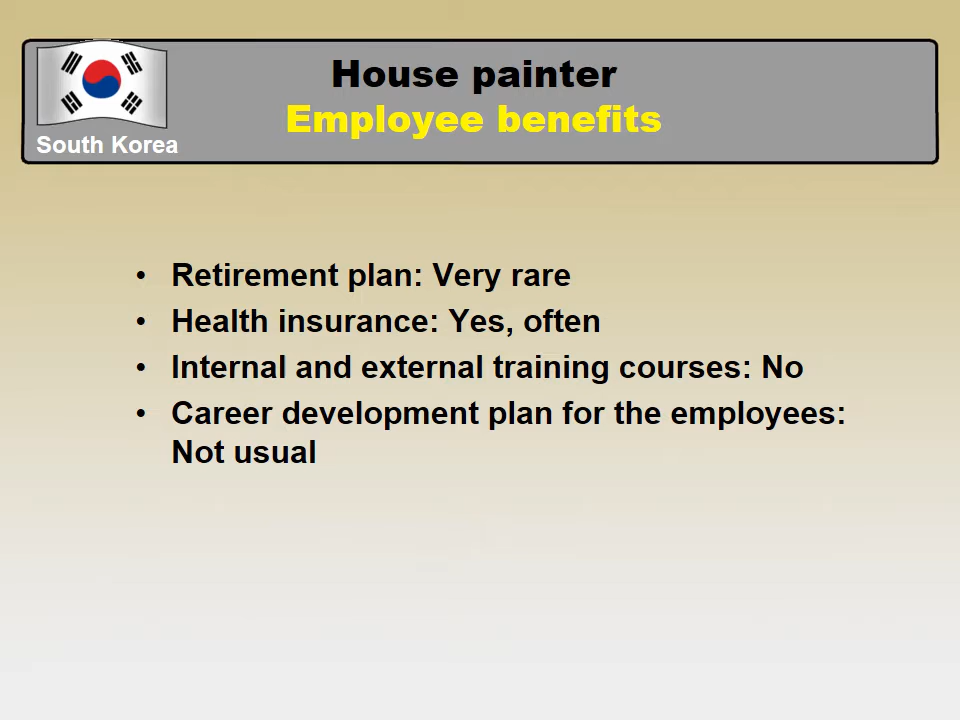 House painter
Employee benefits
South Korea
• Retirement plan: Very rare
• Health insurance: Yes, often
• Internal and external training courses: No
• Career development plan for the employees:
Not usual